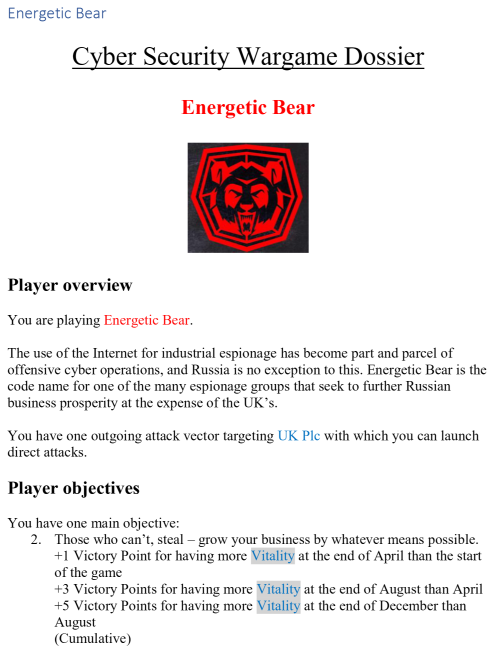 Energetic Bear
Cyber Security Wargame Dossier
Energetic Bear
Player overview
You are playing Energetic Bear.
The use of the Internet for industrial espionage has become part and parcel of
offensive cyber operations, and Russia is no exception to this. Energetic Bear is the
code name for one of the many espionage groups that seek to further Russian
business prosperity at the expense of the UK’s.
You have one outgoing attack vector targeting UK Plc with which you can launch
direct attacks.
Player objectives
You have one main objective:
2. Those who can’t, steal – grow your business by whatever means possible.
+1 Victory Point for having more Vitality at the end of April than the start
of the game
+3 Victory Points for having more Vitality at the end of August than April
+5 Victory Points for having more Vitality at the end of December than
August
(Cumulative)